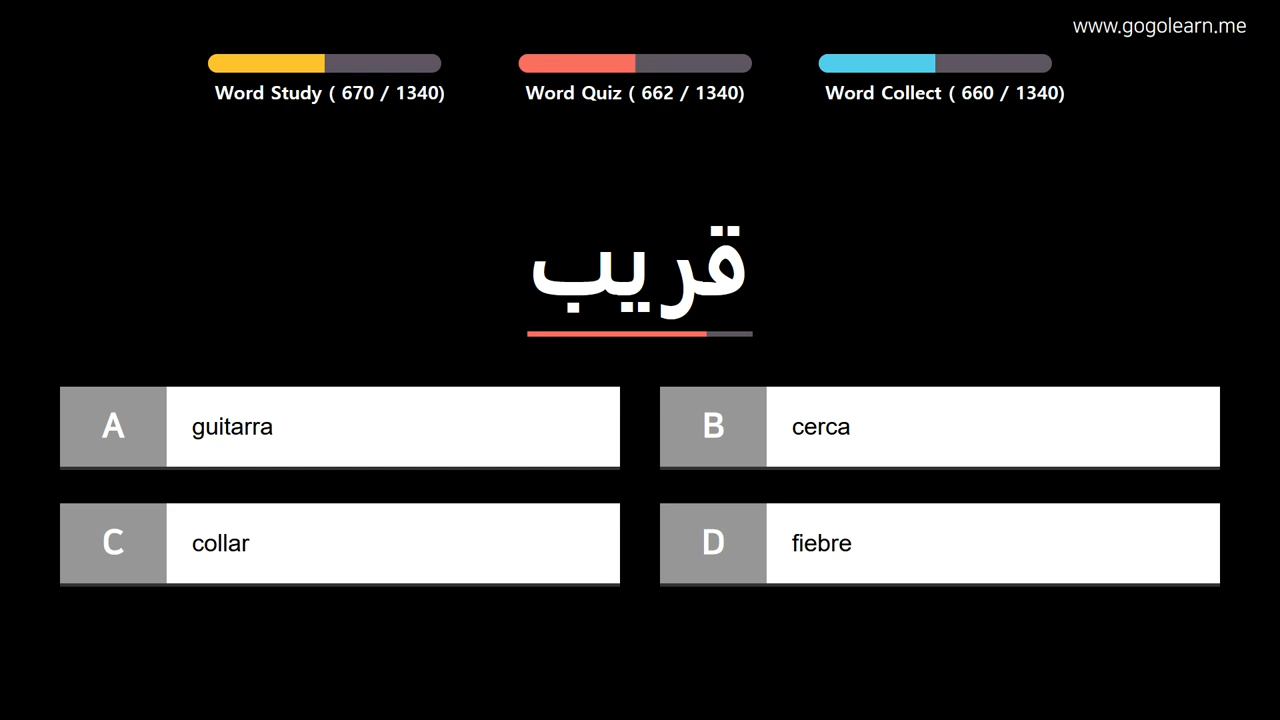 www.gogolearn.me
Word Study ( 670 / 1340)
Word Quiz ( 662 / 1340)
Word Collect ( 660 / 1340)
قريب
A guitarra
B cerca
C collar
D fiebre